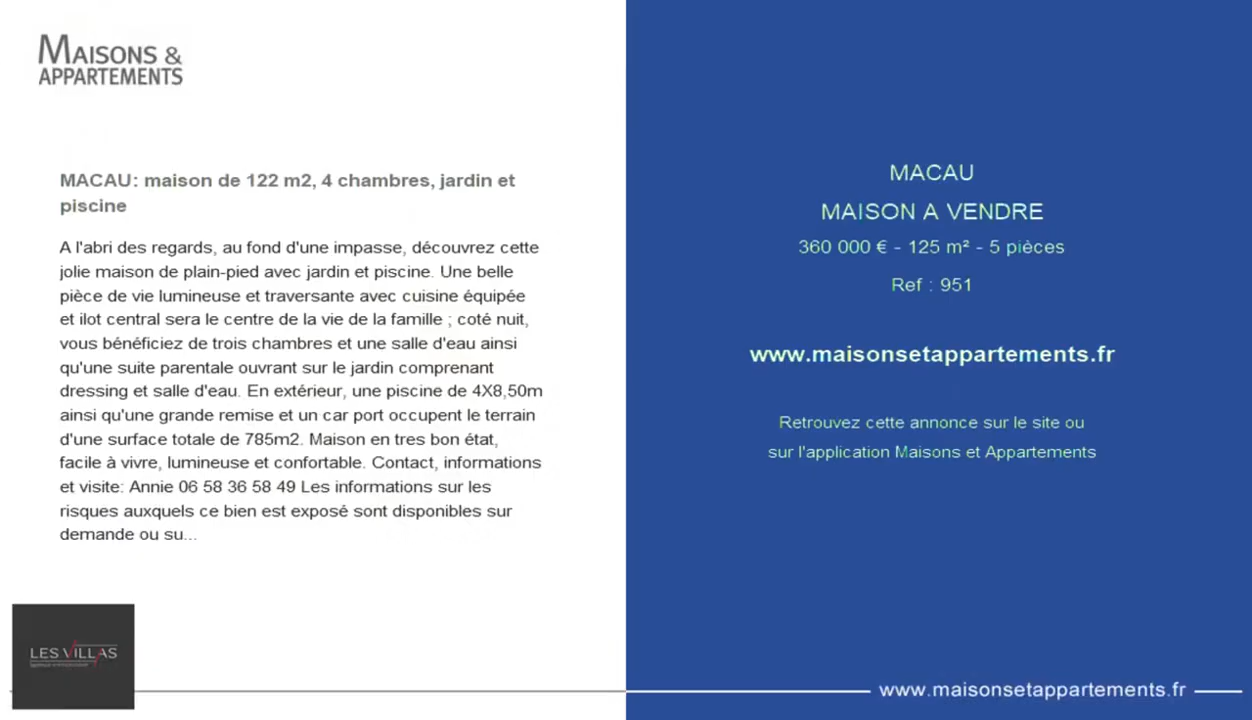 MAISONS &
APPARTEMENTS
MACAU: maison de 122 m2, 4 chambres, jardin et
piscine
A l'abri des regards, au fond d'une impasse, découvrez cette
jolie maison de plain-pied avec jardin et piscine. Une belle
pièce de vie lumineuse et traversante avec cuisine équipée
et ilot central sera le centre de la vie de la famille ; coté nuit,
vous bénéficiez de trois chambres et une salle d'eau ainsi
qu'une suite parentale ouvrant sur le jardin comprenant
dressing et salle d'eau. En extérieur, une piscine de 4X8,50m
ainsi qu'une grande remise et un car port occupent le terrain
d'une surface totale de 785m2. Maison en tres bon état,
facile à vivre, lumineuse et confortable. Contact, informations
et visite: Annie 06 58 36 58 49 Les informations sur les
risques auxquels ce bien est exposé sont disponibles sur
demande ou su...
LES VILLAS
MACAU
MAISON A VENDRE
360 000 € - 125 m² - 5 pièces
Ref : 951
www.maisonsetappartements.fr
Retrouvez cette annonce sur le site ou
sur l'application Maisons et Appartements
www.maisonsetappartements.fr